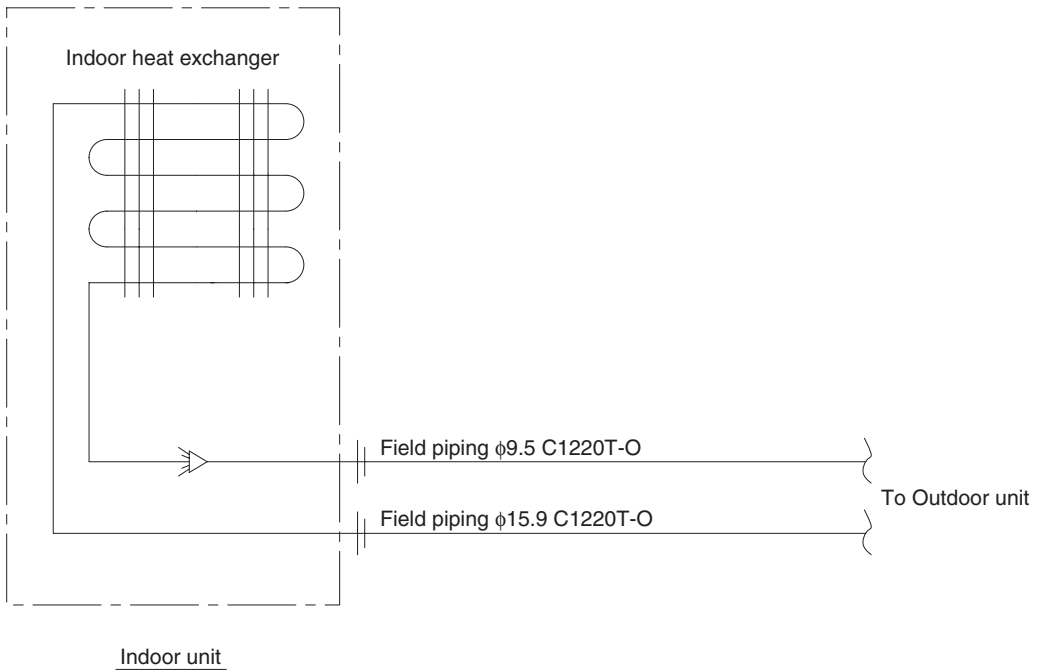 Indoor heat exchanger
Field piping ϕ9.5 C1220T-O
To Outdoor unit
Field piping ϕ15.9 C1220T-O
Indoor unit